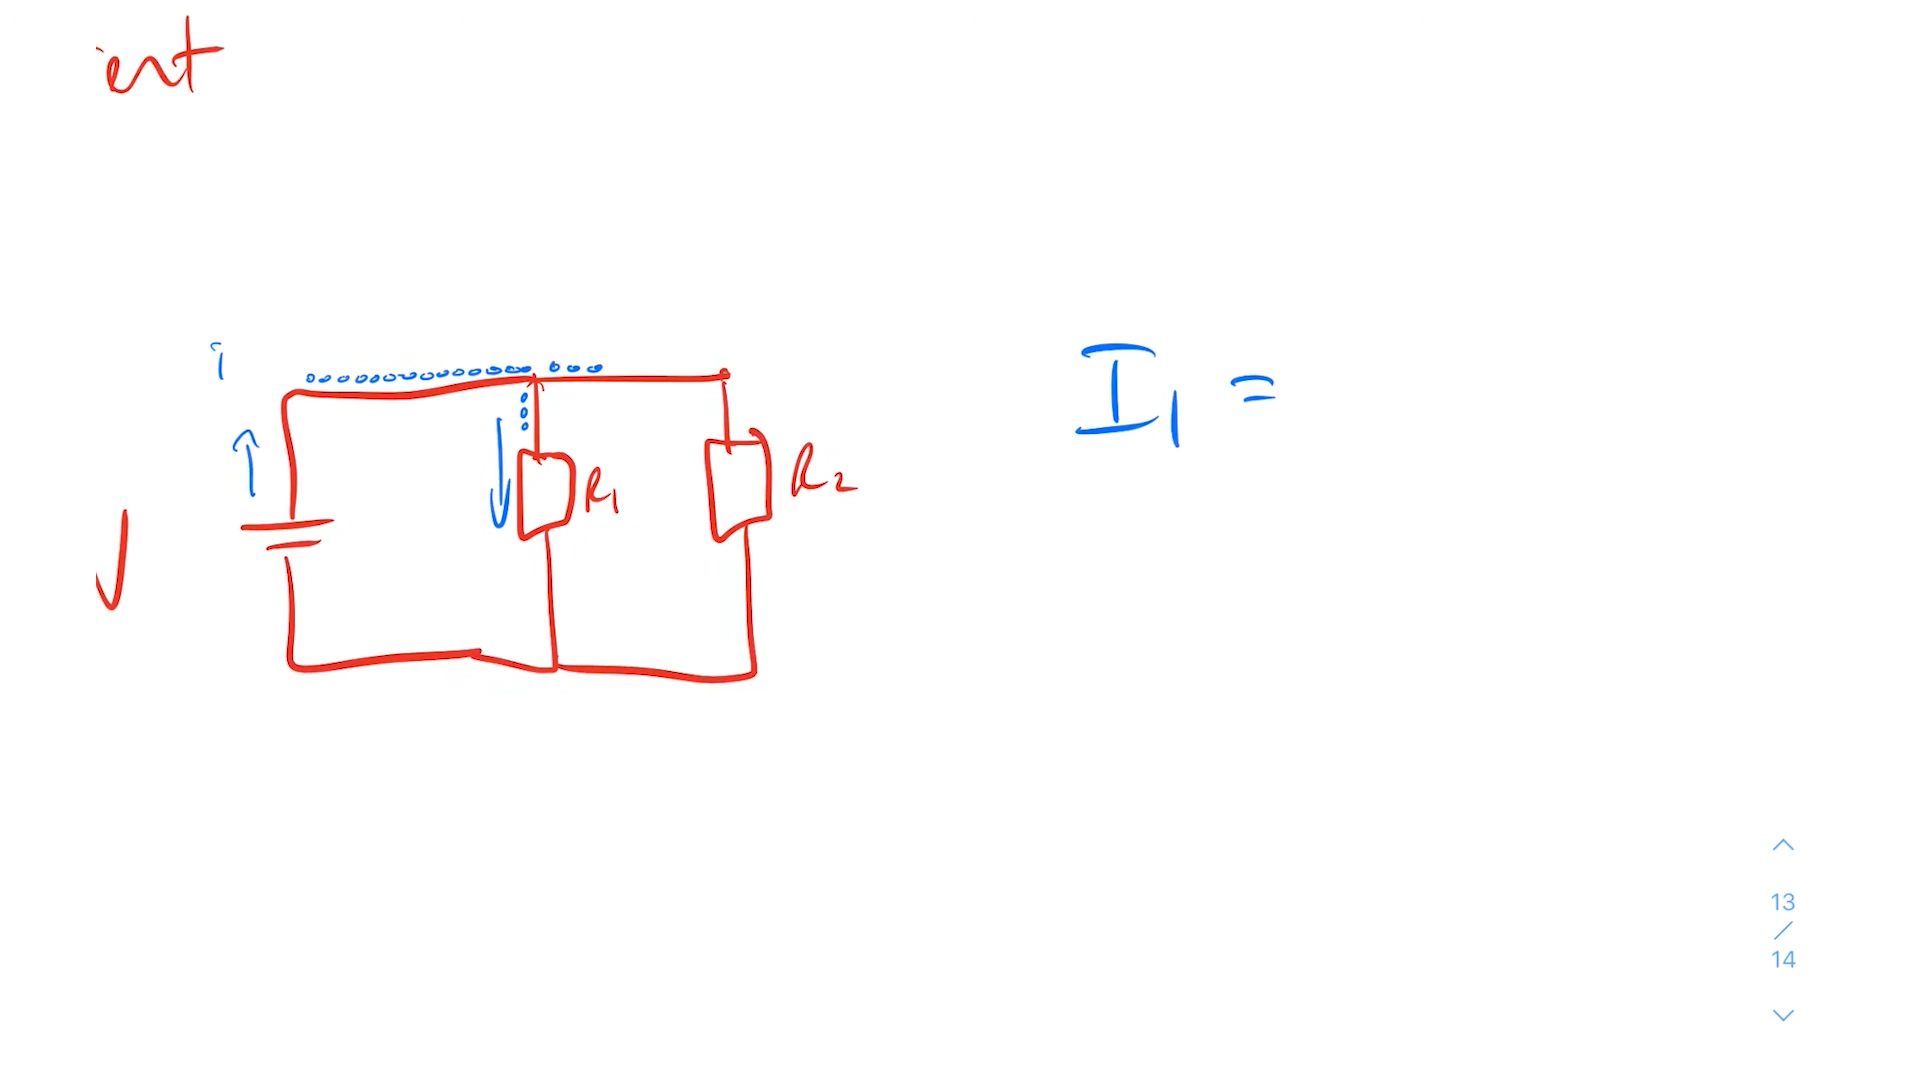 ent
i
I₁ =
R₁
R₂
V
13
/
14